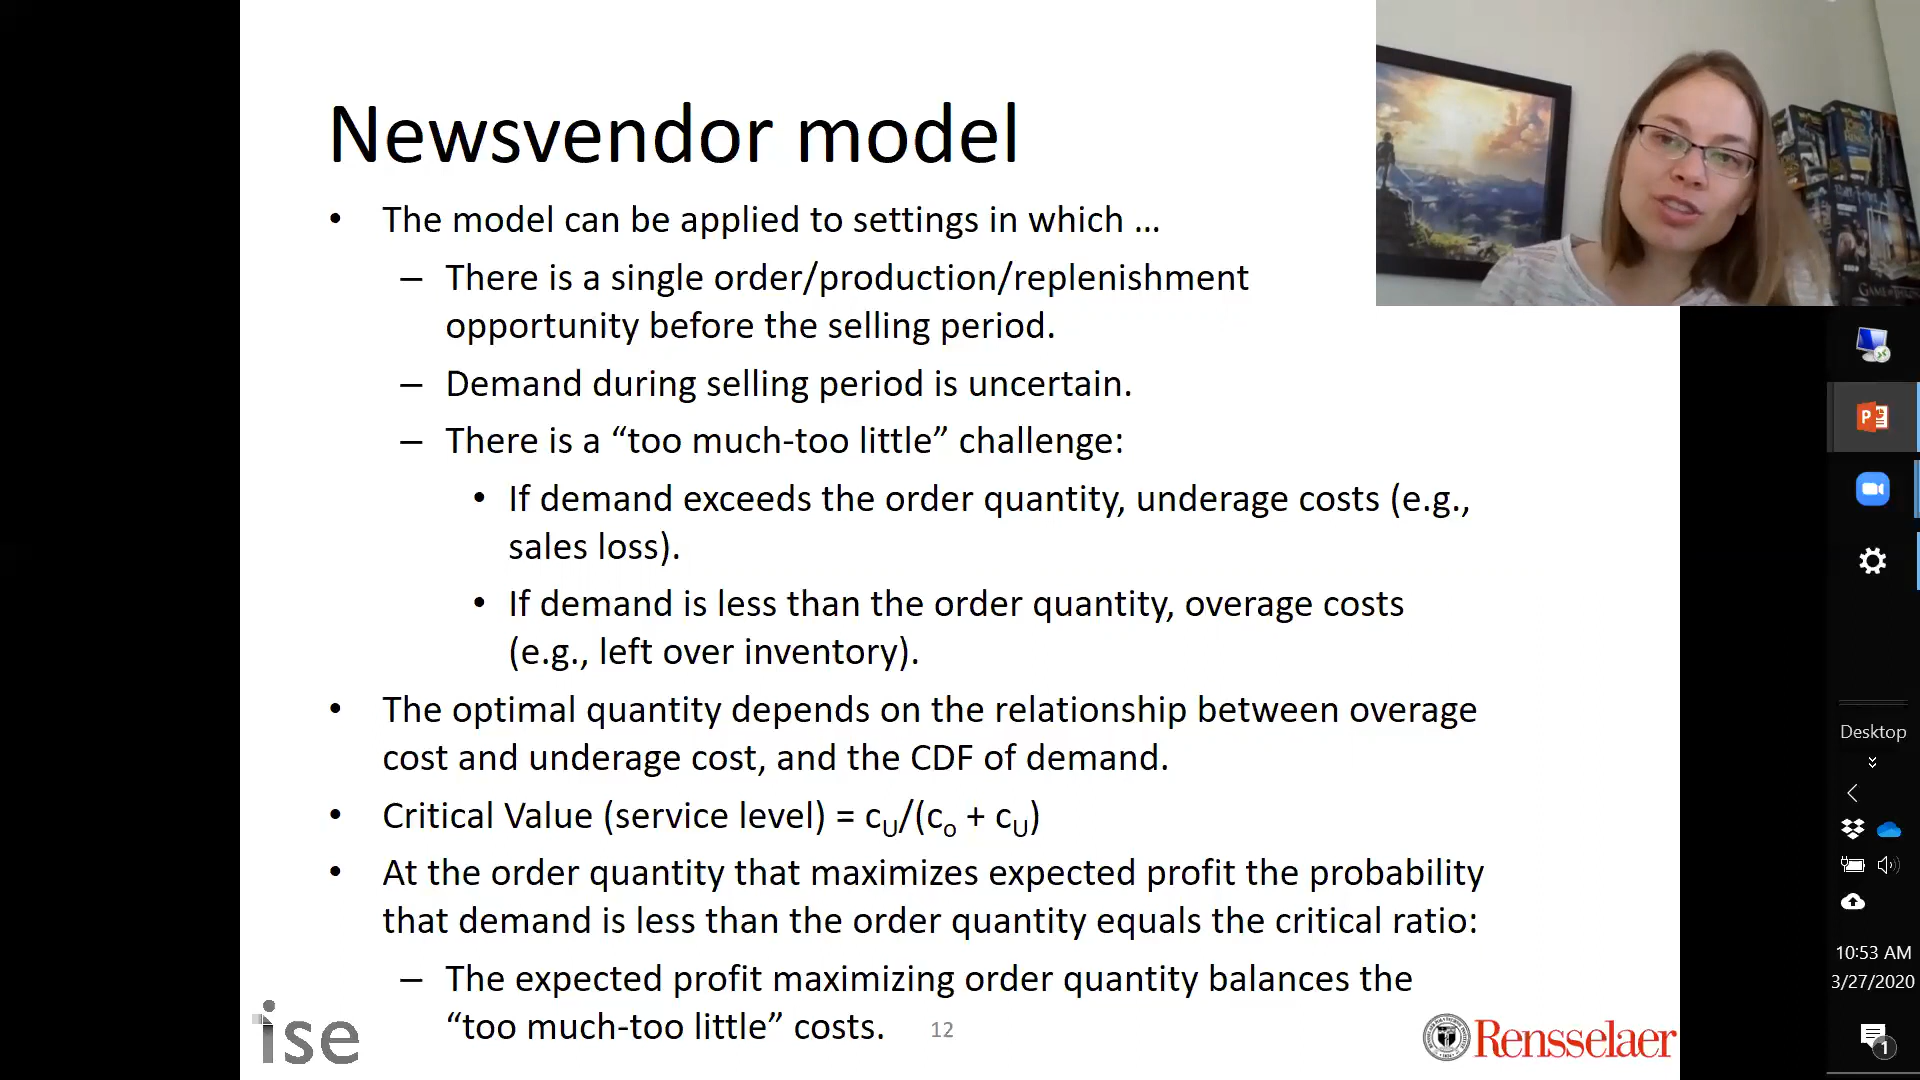 Newsvendor model
• The model can be applied to settings in which ...
– There is a single order/production/replenishment
opportunity before the selling period.
– Demand during selling period is uncertain.
– There is a “too much-too little” challenge:
• If demand exceeds the order quantity, underage costs (e.g.,
sales loss).
• If demand is less than the order quantity, overage costs
(e.g., left over inventory).
• The optimal quantity depends on the relationship between overage
cost and underage cost, and the CDF of demand.
• Critical Value (service level) = cU/(co + cU)
• At the order quantity that maximizes expected profit the probability
that demand is less than the order quantity equals the critical ratio:
– The expected profit maximizing order quantity balances the
“too much-too little” costs.
12
ise
Rensselaer
Desktop
10:53 AM
3/27/2020
1